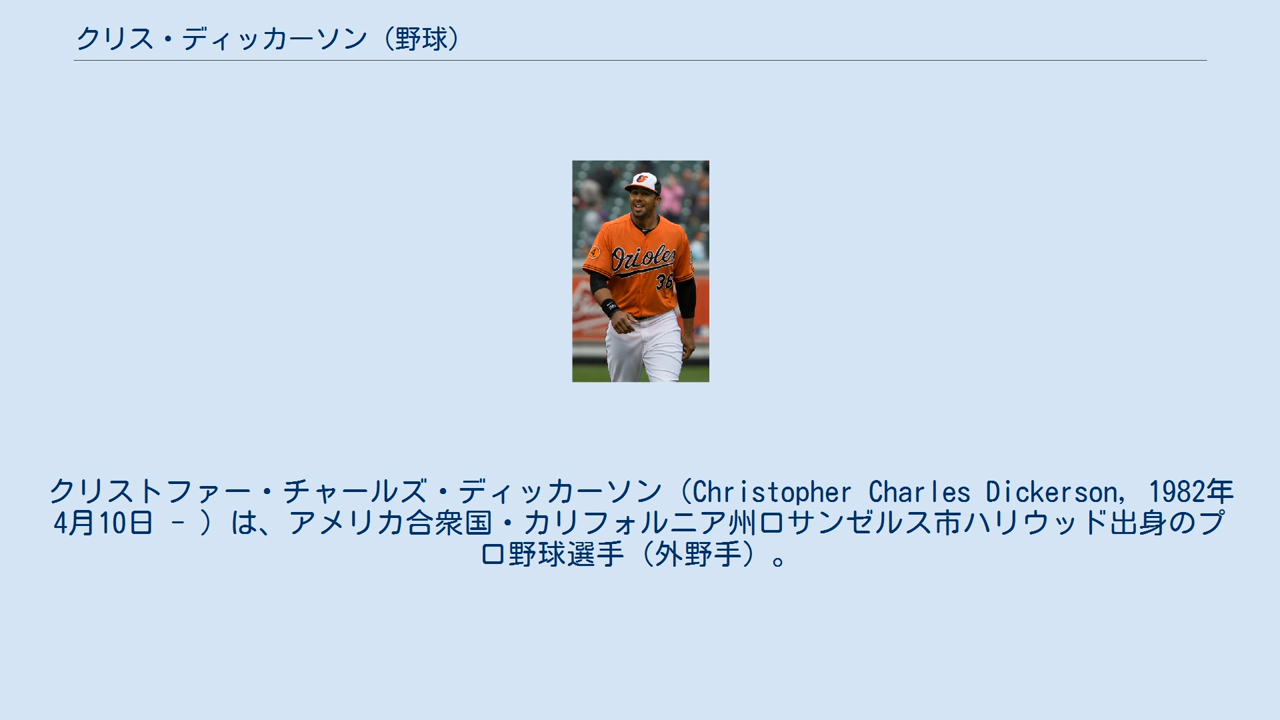 クリス・ディッカーソン（野球）
Orioles
36
クリストファー・チャールズ・ディッカーソン（Christopher Charles Dickerson, 1982年
4月10日 - ）は、アメリカ合衆国・カリフォルニア州ロサンゼルス市ハリウッド出身のプ
ロ野球選手（外野手）。